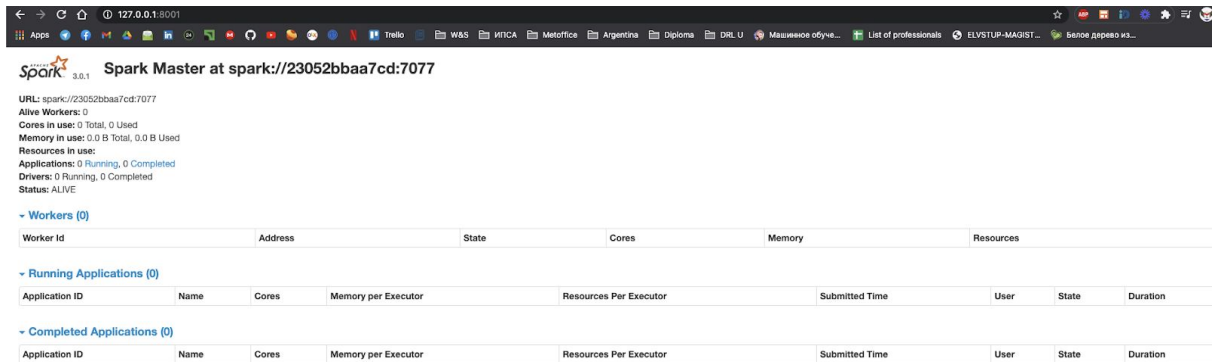 127.0.0.1:8001
ABP
Apps Trello W&S ИПСА Metoffice Argentina Diploma DRL U Машинное обуче... List of professionals ELVSTUP-MAGIST... Белое дерево из...
APACHE Spark 3.0.1 Spark Master at spark://23052bbaa7cd:7077
URL: spark://23052bbaa7cd:7077
Alive Workers: 0
Cores in use: 0 Total, 0 Used
Memory in use: 0.0 B Total, 0.0 B Used
Resources in use:
Applications: 0 Running, 0 Completed
Drivers: 0 Running, 0 Completed
Status: ALIVE
Workers (0)
Worker Id Address State Cores Memory Resources
Running Applications (0)
Application ID Name Cores Memory per Executor Resources Per Executor Submitted Time User State Duration
Completed Applications (0)
Application ID Name Cores Memory per Executor Resources Per Executor Submitted Time User State Duration